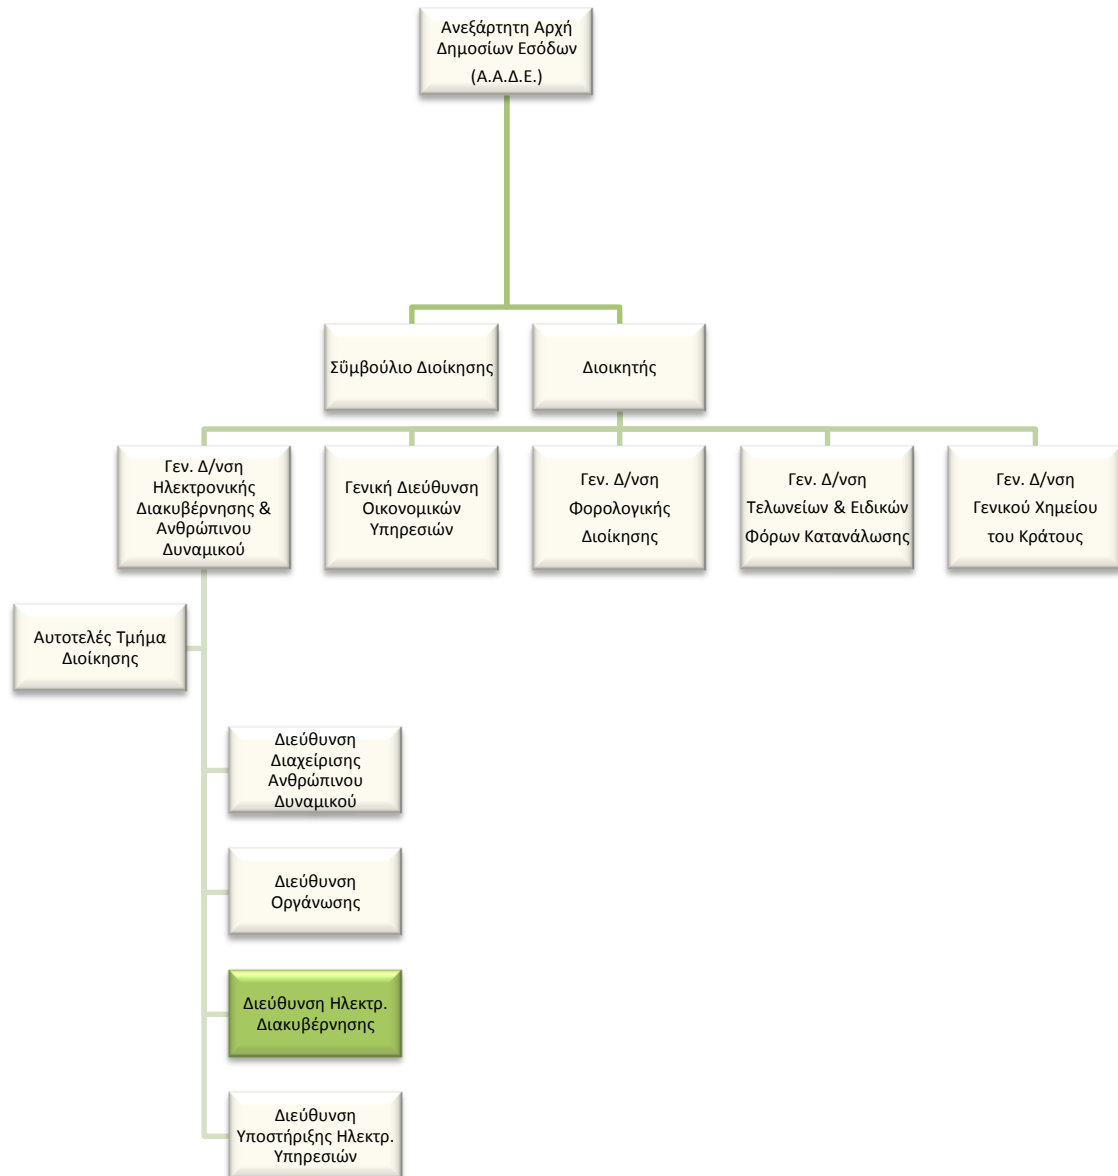 Ανεξάρτητη Αρχή
Δημοσίων Εσόδων
(Α.Α.Δ.Ε.)
Σΰμβούλιο Διοίκησης
Διοικητής
Γεν. Δ/νση
Ηλεκτρονικής
Διακυβέρνησης &
Ανθρώπινου
Δυναμικού
Γενική Διεύθυνση
Οικονομικών
Υπηρεσιών
Γεν. Δ/νση
Φορολογικής
Διοίκησης
Γεν. Δ/νση
Τελωνείων & Ειδικών
Φόρων Κατανάλωσης
Γεν. Δ/νση
Γενικού Χημείου
του Κράτους
Αυτοτελές Τμήμα
Διοίκησης
Διεύθυνση
Διαχείρισης
Ανθρώπινου
Δυναμικού
Διεύθυνση
Οργάνωσης
Διεύθυνση Ηλεκτρ.
Διακυβέρνησης
Διεύθυνση
Υποστήριξης Ηλεκτρ.
Υπηρεσιών